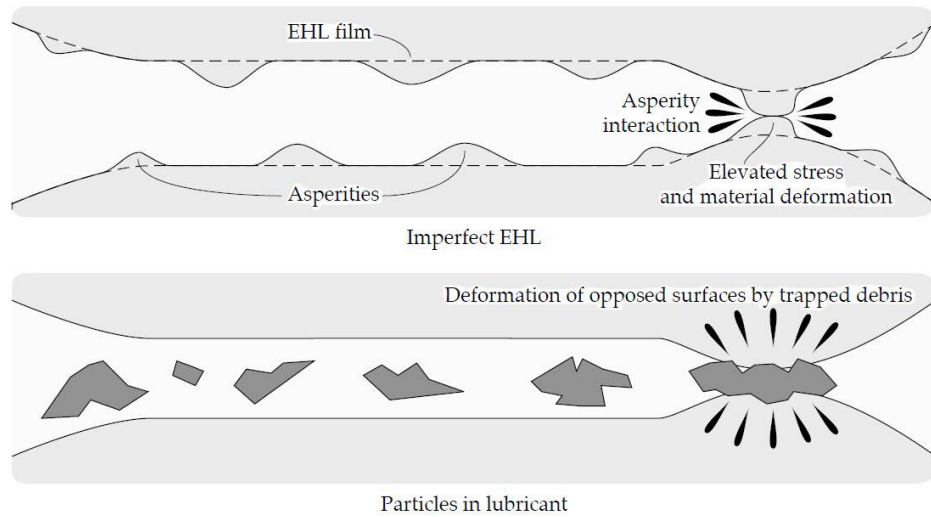 EHL film
Asperity
interaction
Asperities
Elevated stress
and material deformation
Imperfect EHL
Deformation of opposed surfaces by trapped debris
Particles in lubricant